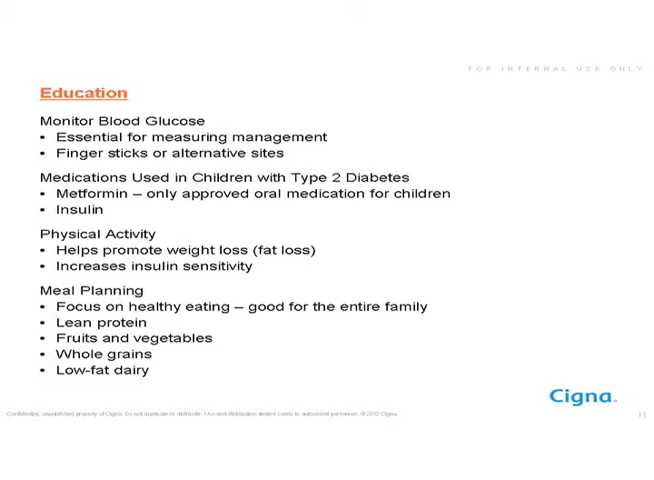 FOR INTERNAL USE ONLY
Education
Monitor Blood Glucose
• Essential for measuring management
• Finger sticks or alternative sites
Medications Used in Children with Type 2 Diabetes
• Metformin – only approved oral medication for children
• Insulin
Physical Activity
• Helps promote weight loss (fat loss)
• Increases insulin sensitivity
Meal Planning
• Focus on healthy eating – good for the entire family
• Lean protein
• Fruits and vegetables
• Whole grains
• Low-fat dairy
Cigna.
Confidential, unpublished property of Cigna. Do not duplicate or distribute. Use and distribution limited solely to authorized personnel. © 2012 Cigna